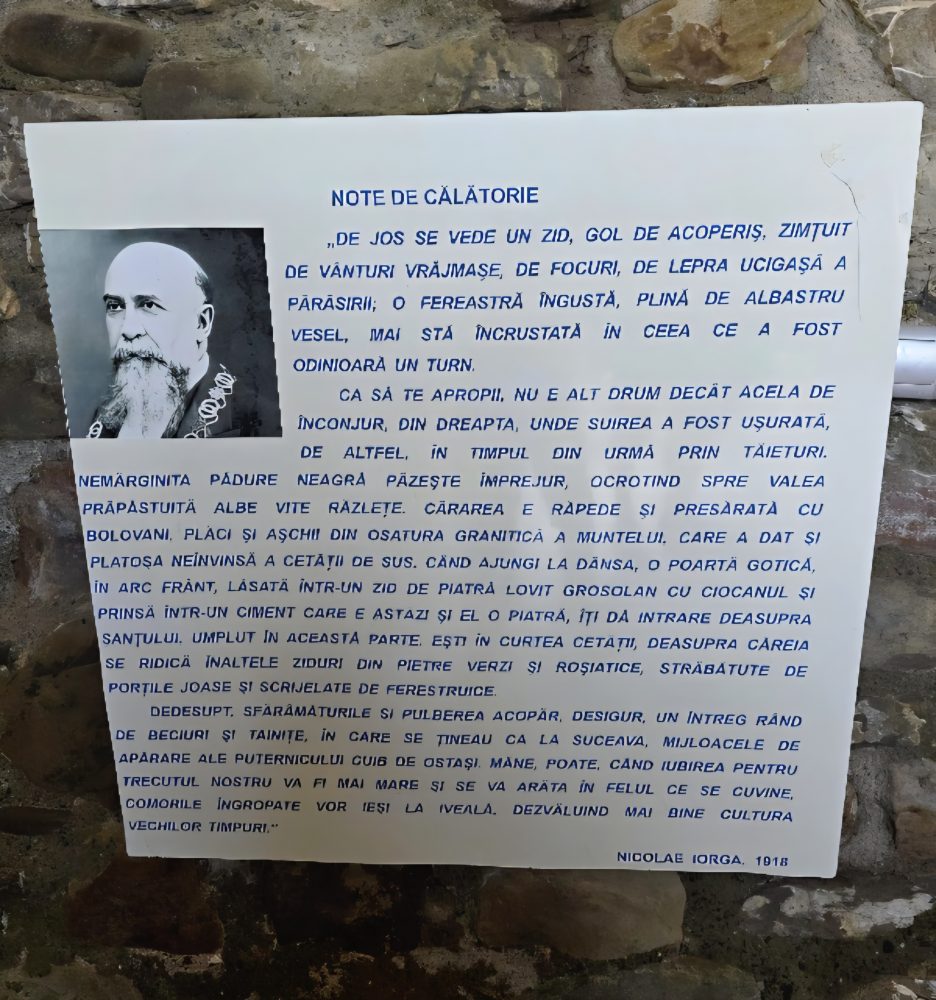 NOTE DE CĂLĂTORIE
„DE JOS SE VEDE UN ZID, GOL DE ACOPERIȘ, ZIMȚUIT
DE VÂNTURI VRĂJMAȘE, DE FOCURI, DE LEPRA UCIGAȘĂ A
PĂRĂSIRII; O FEREASTRĂ ÎNGUSTĂ, PLINĂ DE ALBASTRU
VESEL, MAI STĂ ÎNCRUSTATĂ ÎN CEEA CE A FOST
ODINIOARĂ UN TURN.
CA SĂ TE APROPII, NU E ALT DRUM DECÂT ACELA DE
ÎNCONJUR, DIN DREAPTA, UNDE SUIREA A FOST UȘURATĂ,
DE ALTFEL, ÎN TIMPUL DIN URMĂ PRIN TĂIETURI.
NEMĂRGINITA PĂDURE NEAGRĂ PĂZEȘTE ÎMPREJUR, OCROTIND SPRE VALEA
PRĂPĂSTUITĂ ALBE VITE RĂZLEȚE. CĂRAREA E RĂPEDE ȘI PRESĂRATĂ CU
BOLOVANI, PLĂCI ȘI AȘCHII DIN OSATURA GRANITICĂ A MUNTELUI, CARE A DAT ȘI
PLATOȘA NEÎNVINSĂ A CETĂȚII DE SUS. CÂND AJUNGI LA DÂNSA, O POARTĂ GOTICĂ,
ÎN ARC FRÂNT, LĂSATĂ ÎNTR-UN ZID DE PIATRĂ LOVIT GROSOLAN CU CIOCANUL ȘI
PRINSĂ ÎNTR-UN CIMENT CARE E ASTAZI ȘI EL O PIATRĂ, ÎȚI DĂ INTRARE DEASUPRA
ȘANȚULUI, UMPLUT ÎN ACEASTĂ PARTE. EȘTI ÎN CURTEA CETĂȚII, DEASUPRA CĂREIA
SE RIDICĂ ÎNALTELE ZIDURI DIN PIETRE VERZI ȘI ROȘIATICE, STRĂBĂTUTE DE
PORȚILE JOASE ȘI SCRIJELATE DE FERESTRUICE.
DEDESUPT, SFĂRÂMĂTURILE SI PULBEREA ACOPĂR, DESIGUR, UN ÎNTREG RÂND
DE BECIURI ȘI TAINIȚE, ÎN CARE SE ȚINEAU CA LA SUCEAVA, MIJLOACELE DE
APĂRARE ALE PUTERNICULUI CUIB DE OSTAȘI. MÂNE, POATE, CÂND IUBIREA PENTRU
TRECUTUL NOSTRU VA FI MAI MARE ȘI SE VA ARĂTA ÎN FELUL CE SE CUVINE,
COMORILE ÎNGROPATE VOR IEȘI LA IVEALĂ, DEZVĂLUIND MAI BINE CULTURA
VECHILOR TIMPURI."
NICOLAE IORGA, 1918